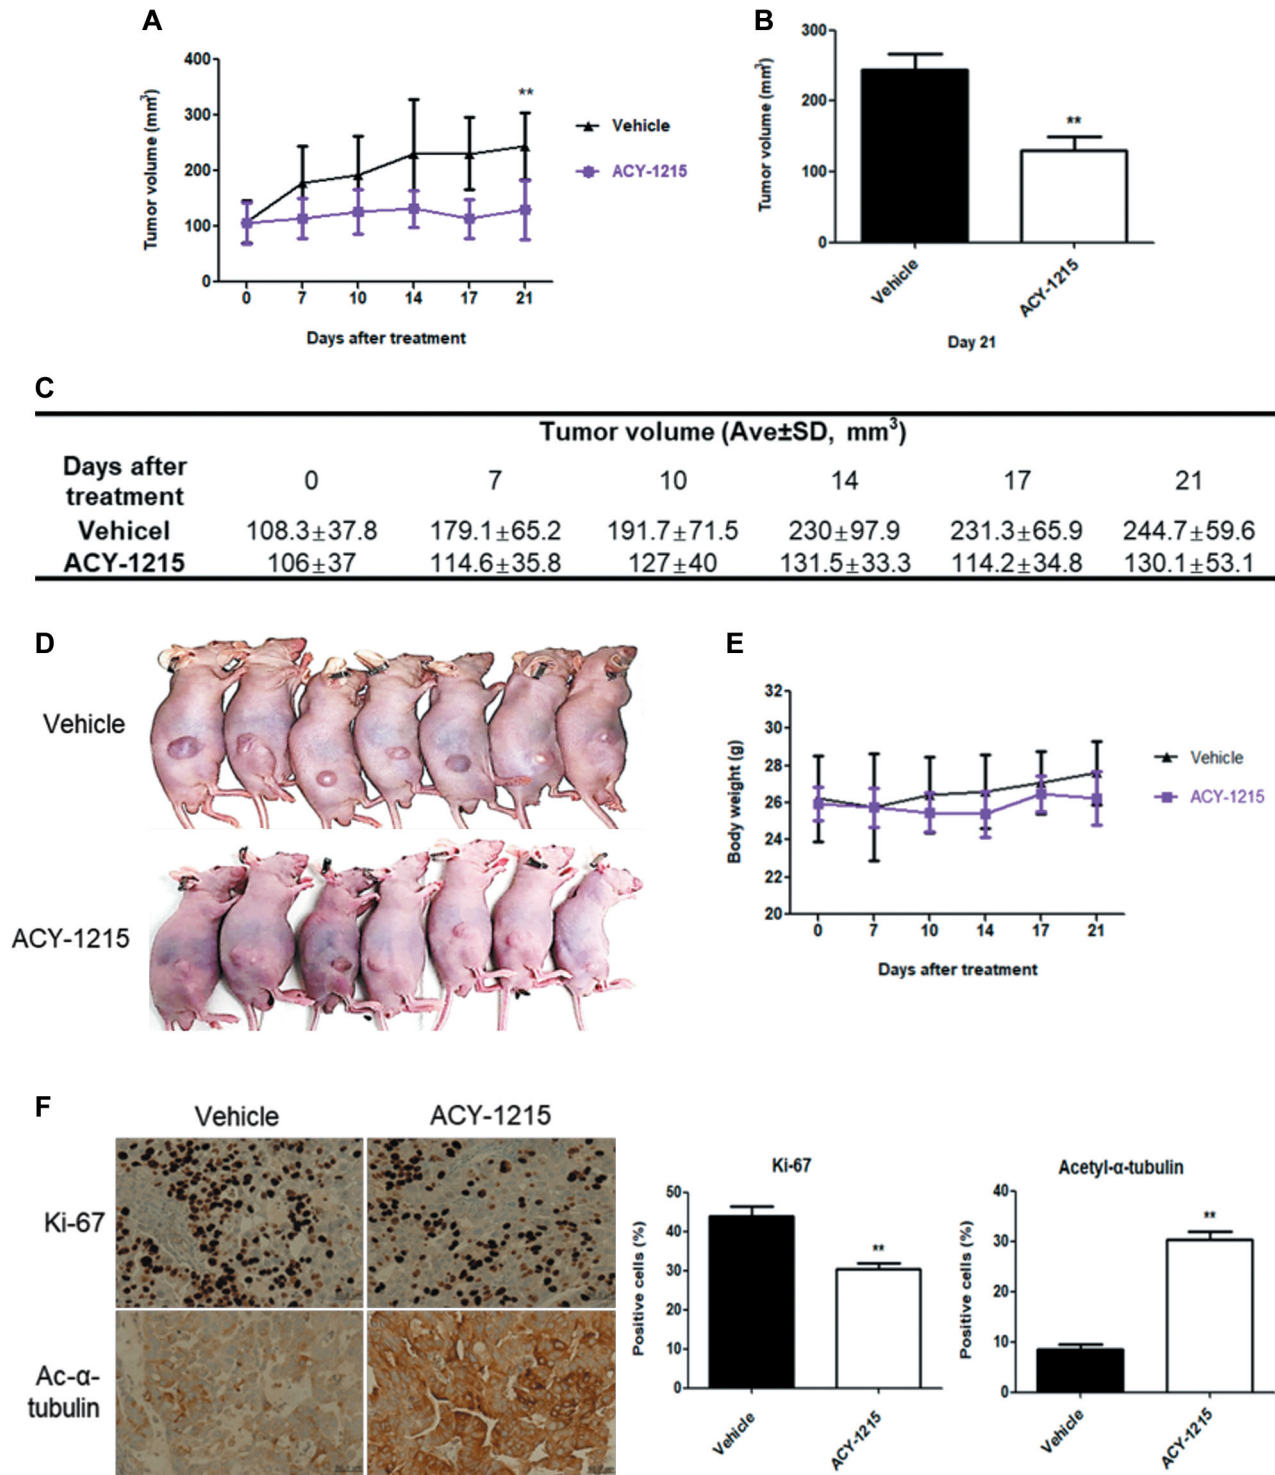 A
Tumor volume (mm³)
400
300
200
100
0
**
0 7 10 14 17 21
Days after treatment
Vehicle
ACY-1215
B
Tumor volume (mm³)
300
200
100
0
**
Vehicle
ACY-1215
Day 21
C
Tumor volume (Ave±SD, mm³)
Days after
treatment
0 7 10 14 17 21
Vehicel 108.3±37.8 179.1±65.2 191.7±71.5 230±97.9 231.3±65.9 244.7±59.6
ACY-1215 106±37 114.6±35.8 127±40 131.5±33.3 114.2±34.8 130.1±53.1
D
Vehicle
ACY-1215
E
Body weight (g)
32
30
28
26
24
22
20
0 7 10 14 17 21
Days after treatment
Vehicle
ACY-1215
F
Vehicle ACY-1215
Ki-67
Ac-α-
tubulin
Ki-67
Positive cells (%)
50
40
30
20
10
0
**
Vehicle
ACY-1215
Acetyl-α-tubulin
Positive cells (%)
40
30
20
10
0
**
Vehicle
ACY-1215